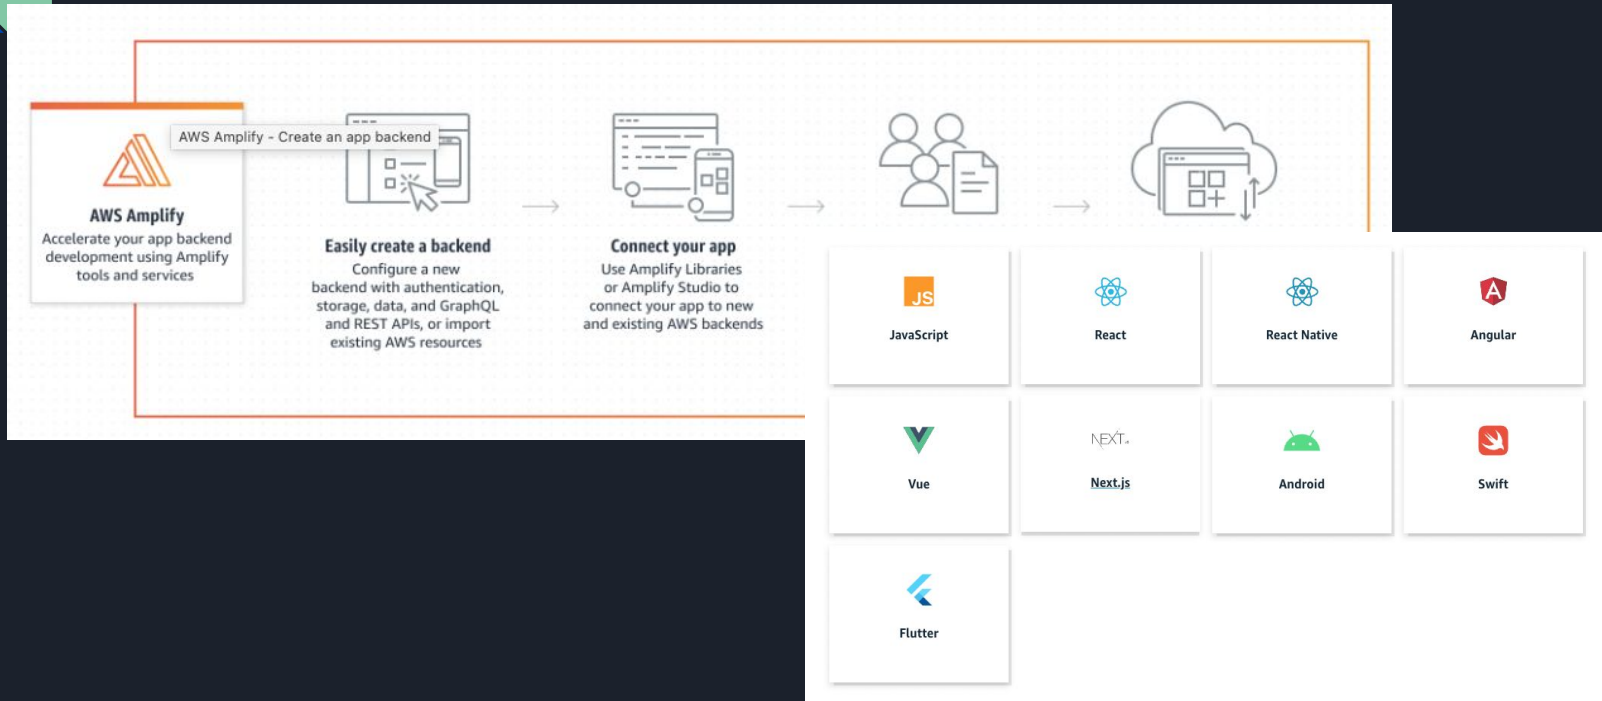 AWS Amplify - Create an app backend
AWS Amplify
Accelerate your app backend
development using Amplify
tools and services
Easily create a backend
Configure a new
backend with authentication,
storage, data, and GraphQL
and REST APIs, or import
existing AWS resources
Connect your app
Use Amplify Libraries
or Amplify Studio to
connect your app to new
and existing AWS backends
JS
JavaScript
React
React Native
A
Angular
Vue
NEXT.JS
Next.js
Android
Swift
Flutter